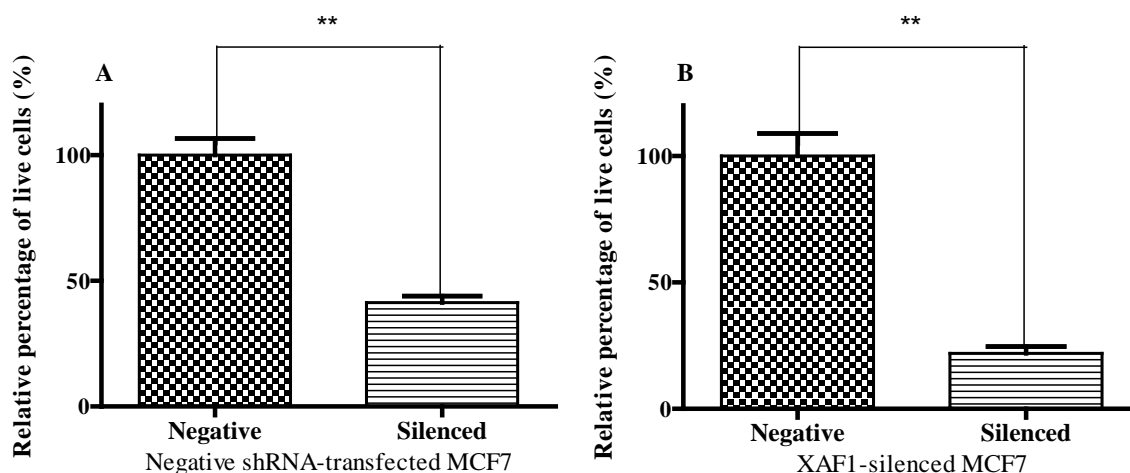 **
A
Relative percentage of live cells (%)
100
50
0
Negative
Silenced
Negative shRNA-transfected MCF7
**
B
Relative percentage of live cells (%)
100
50
0
Negative
Silenced
XAF1-silenced MCF7